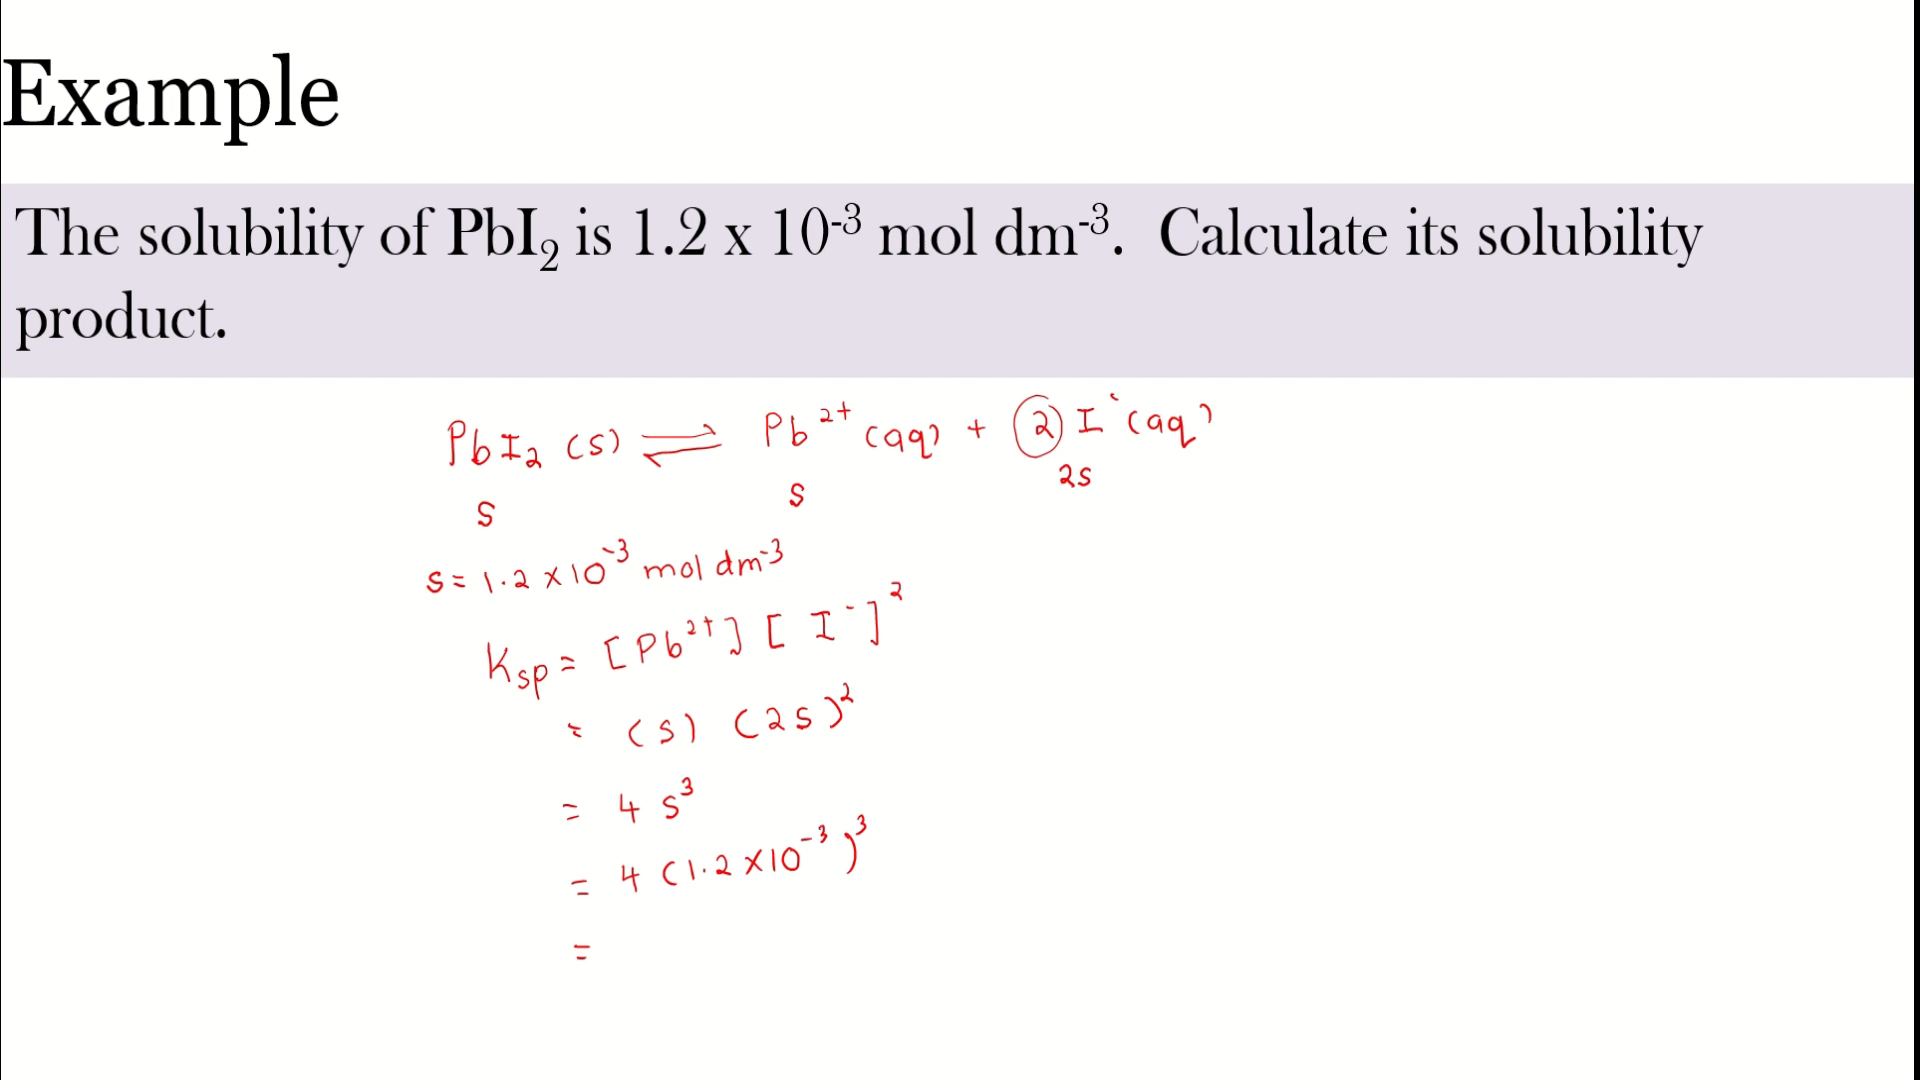 Example
The solubility of PbI₂ is 1.2 x 10⁻³ mol dm⁻³. Calculate its solubility
product.
PbI₂ (s) ⇌ Pb²⁺ (aq) + 2 I⁻ (aq)
s s 2s
s = 1.2 × 10⁻³ mol dm⁻³
Ksp = [Pb²⁺] [I⁻]²
= (s) (2s)²
= 4 s³
= 4 (1.2 × 10⁻³)³
=